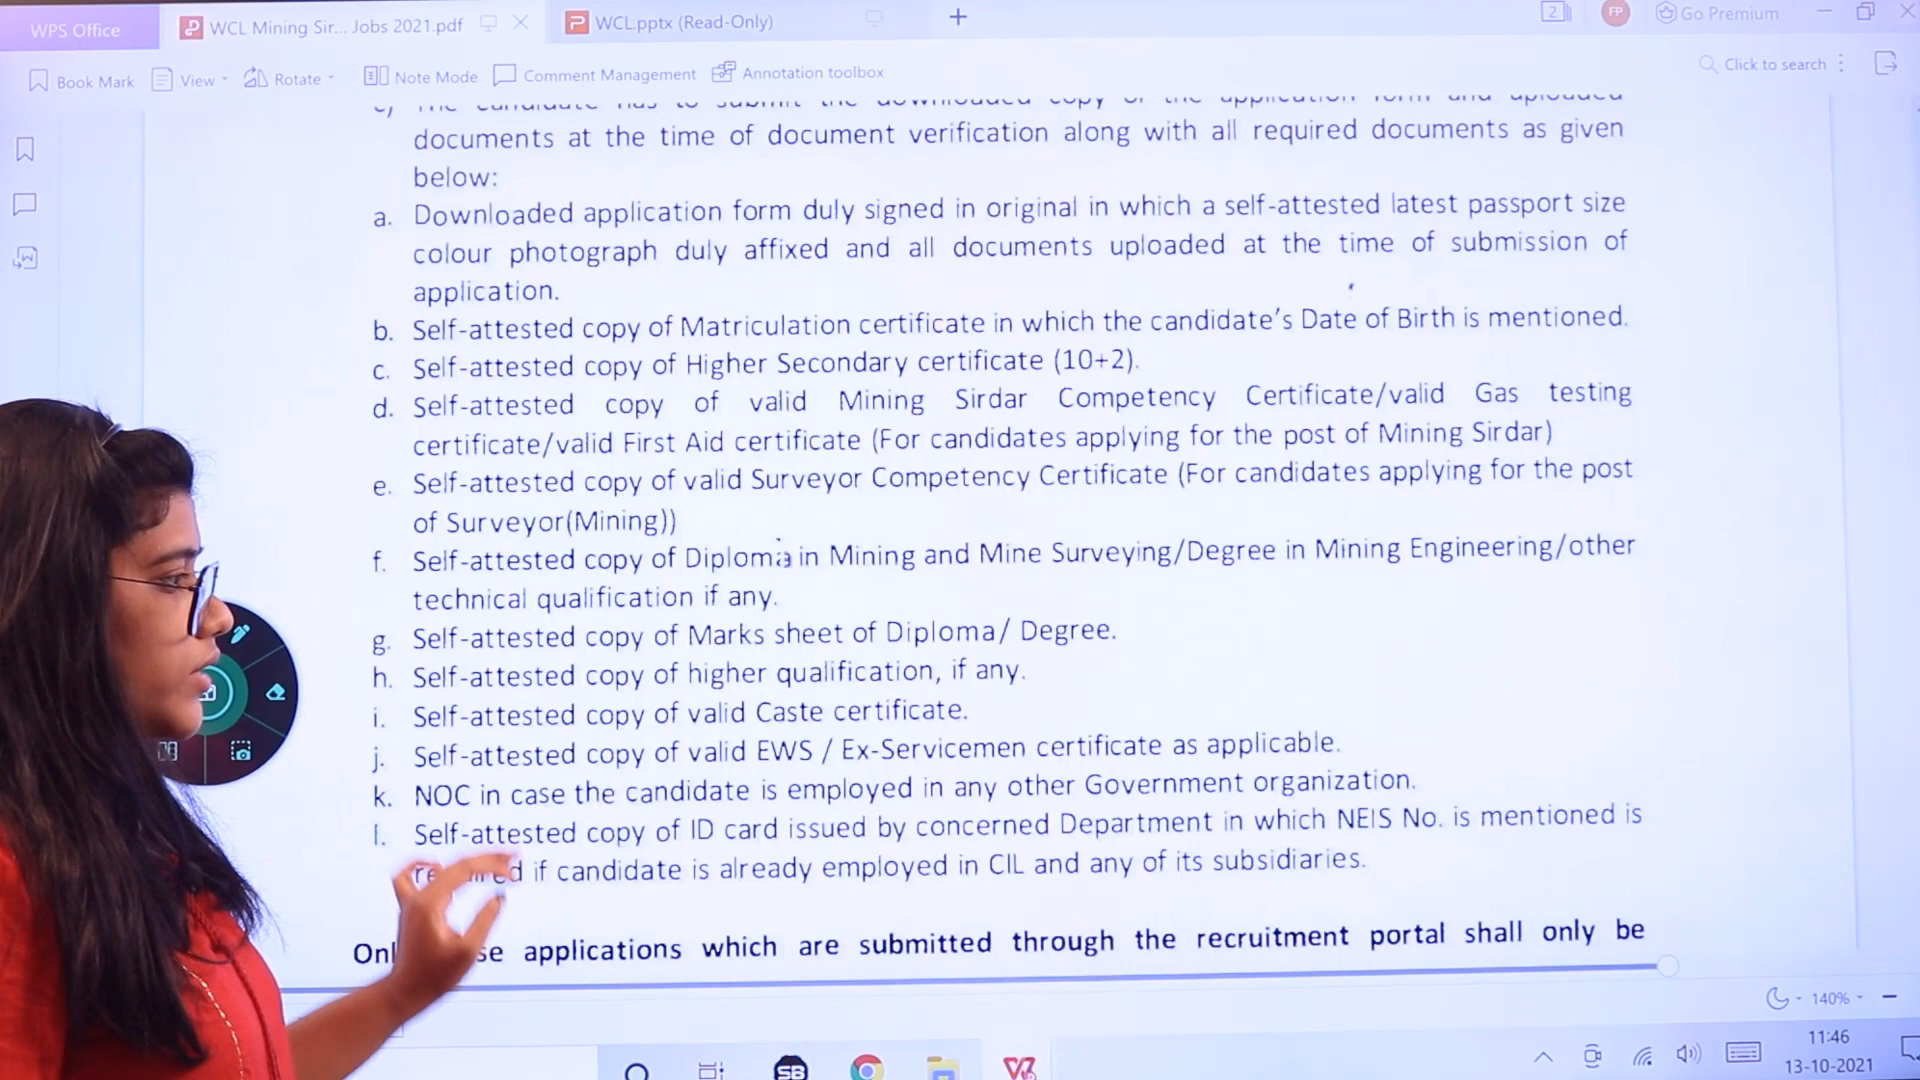 WPS Office
WCL Mining Sir... Jobs 2021.pdf
WCL.pptx (Read-Only)
2
FP
Go Premium
Book Mark
View
Rotate
Note Mode
Comment Management
Annotation toolbox
Click to search
documents at the time of document verification along with all required documents as given
below:
a. Downloaded application form duly signed in original in which a self-attested latest passport size
colour photograph duly affixed and all documents uploaded at the time of submission of
application.
b. Self-attested copy of Matriculation certificate in which the candidate's Date of Birth is mentioned.
c. Self-attested copy of Higher Secondary certificate (10+2).
d. Self-attested copy of valid Mining Sirdar Competency Certificate/valid Gas testing
certificate/valid First Aid certificate (For candidates applying for the post of Mining Sirdar)
e. Self-attested copy of valid Surveyor Competency Certificate (For candidates applying for the post
of Surveyor(Mining))
f. Self-attested copy of Diploma in Mining and Mine Surveying/Degree in Mining Engineering/other
technical qualification if any.
g. Self-attested copy of Marks sheet of Diploma/ Degree.
h. Self-attested copy of higher qualification, if any.
i. Self-attested copy of valid Caste certificate.
j. Self-attested copy of valid EWS / Ex-Servicemen certificate as applicable.
k. NOC in case the candidate is employed in any other Government organization.
l. Self-attested copy of ID card issued by concerned Department in which NEIS No. is mentioned is
if candidate is already employed in CIL and any of its subsidiaries.
applications which are submitted through the recruitment portal shall only be
140%
SB
11:46
13-10-2021